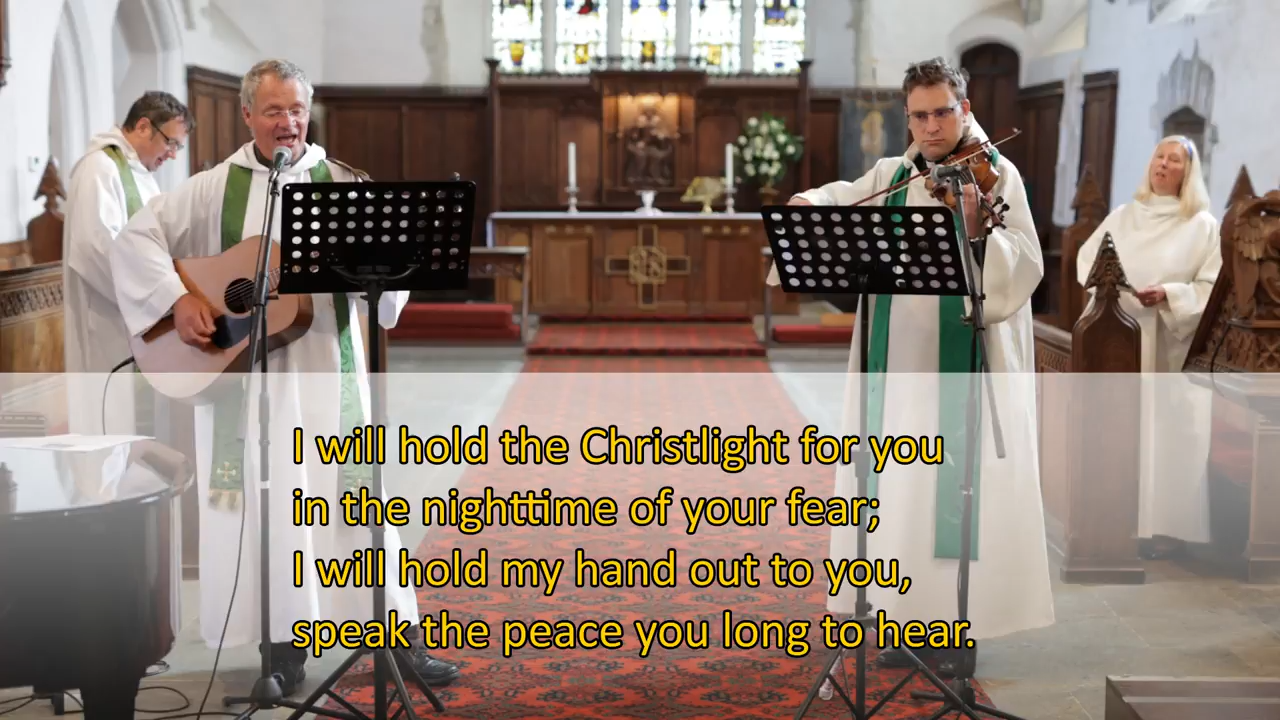 I will hold the Christlight for you
in the nighttime of your fear;
I will hold my hand out to you,
speak the peace you long to hear.